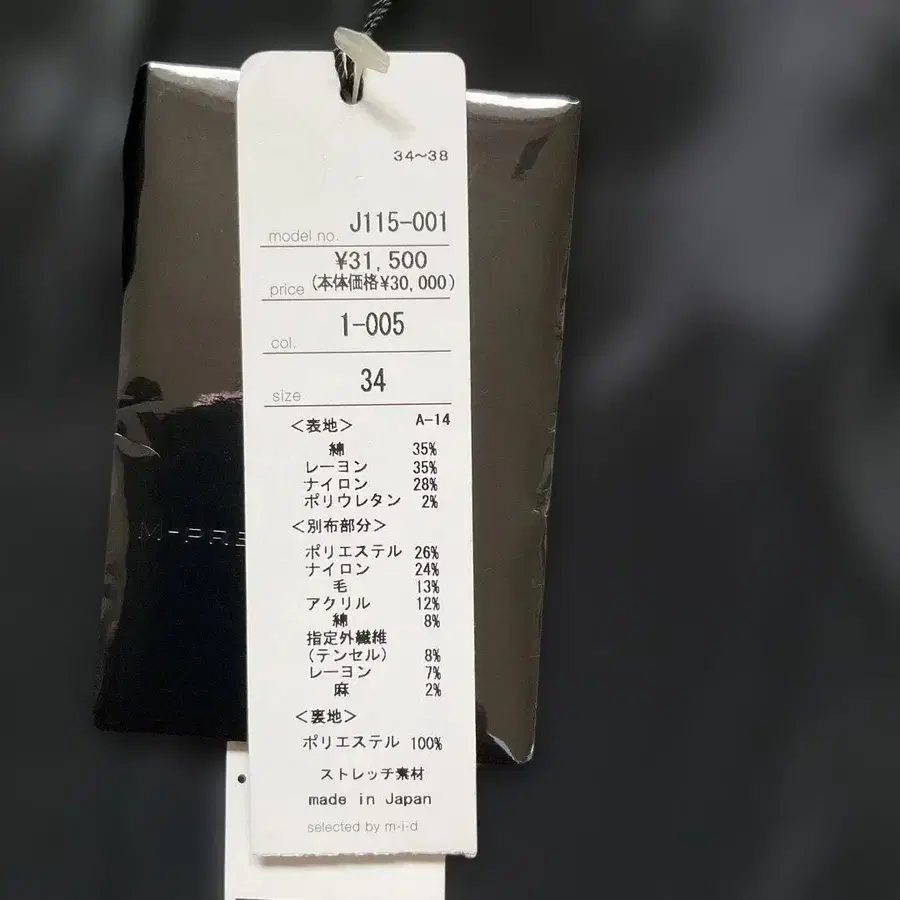 34~38
model no. J115-001
¥31,500
price (本体価格¥30,000)
col. 1-005
size 34
<表地> A-14
綿 35%
レーヨン 35%
ナイロン 28%
ポリウレタン 2%
<別布部分>
ポリエステル 26%
ナイロン 24%
毛 13%
アクリル 12%
綿 8%
指定外繊維
(テンセル) 8%
レーヨン 7%
麻 2%
<裏地>
ポリエステル 100%
ストレッチ素材
made in Japan
selected by m-i-d
M-PRE